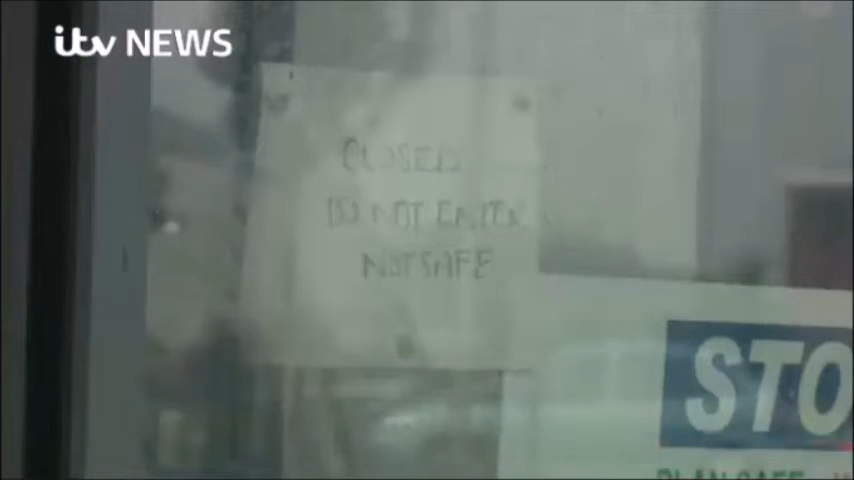 itv NEWS
CLOSED
DO NOT ENTER
NOT SAFE
STO